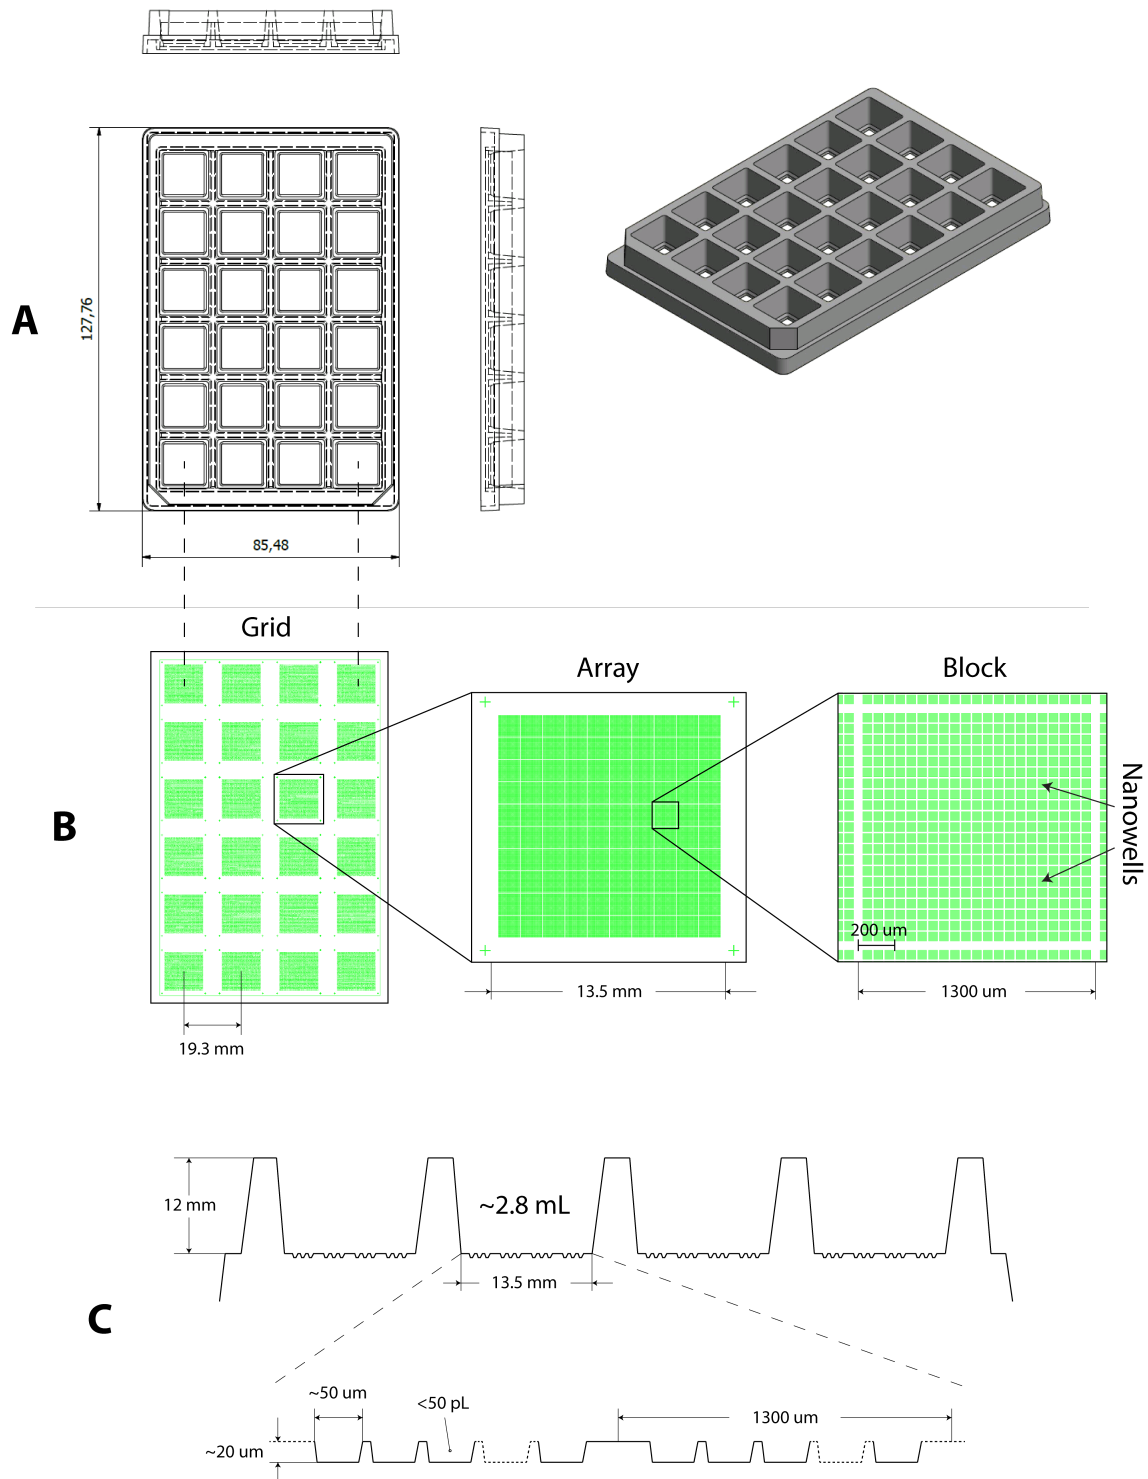 A
127,76
85,48
Grid
Array
Block
B
Nanowells
200 um
13.5 mm
1300 um
19.3 mm
12 mm
~2.8 mL
13.5 mm
C
~50 um
<50 pL
1300 um
~20 um